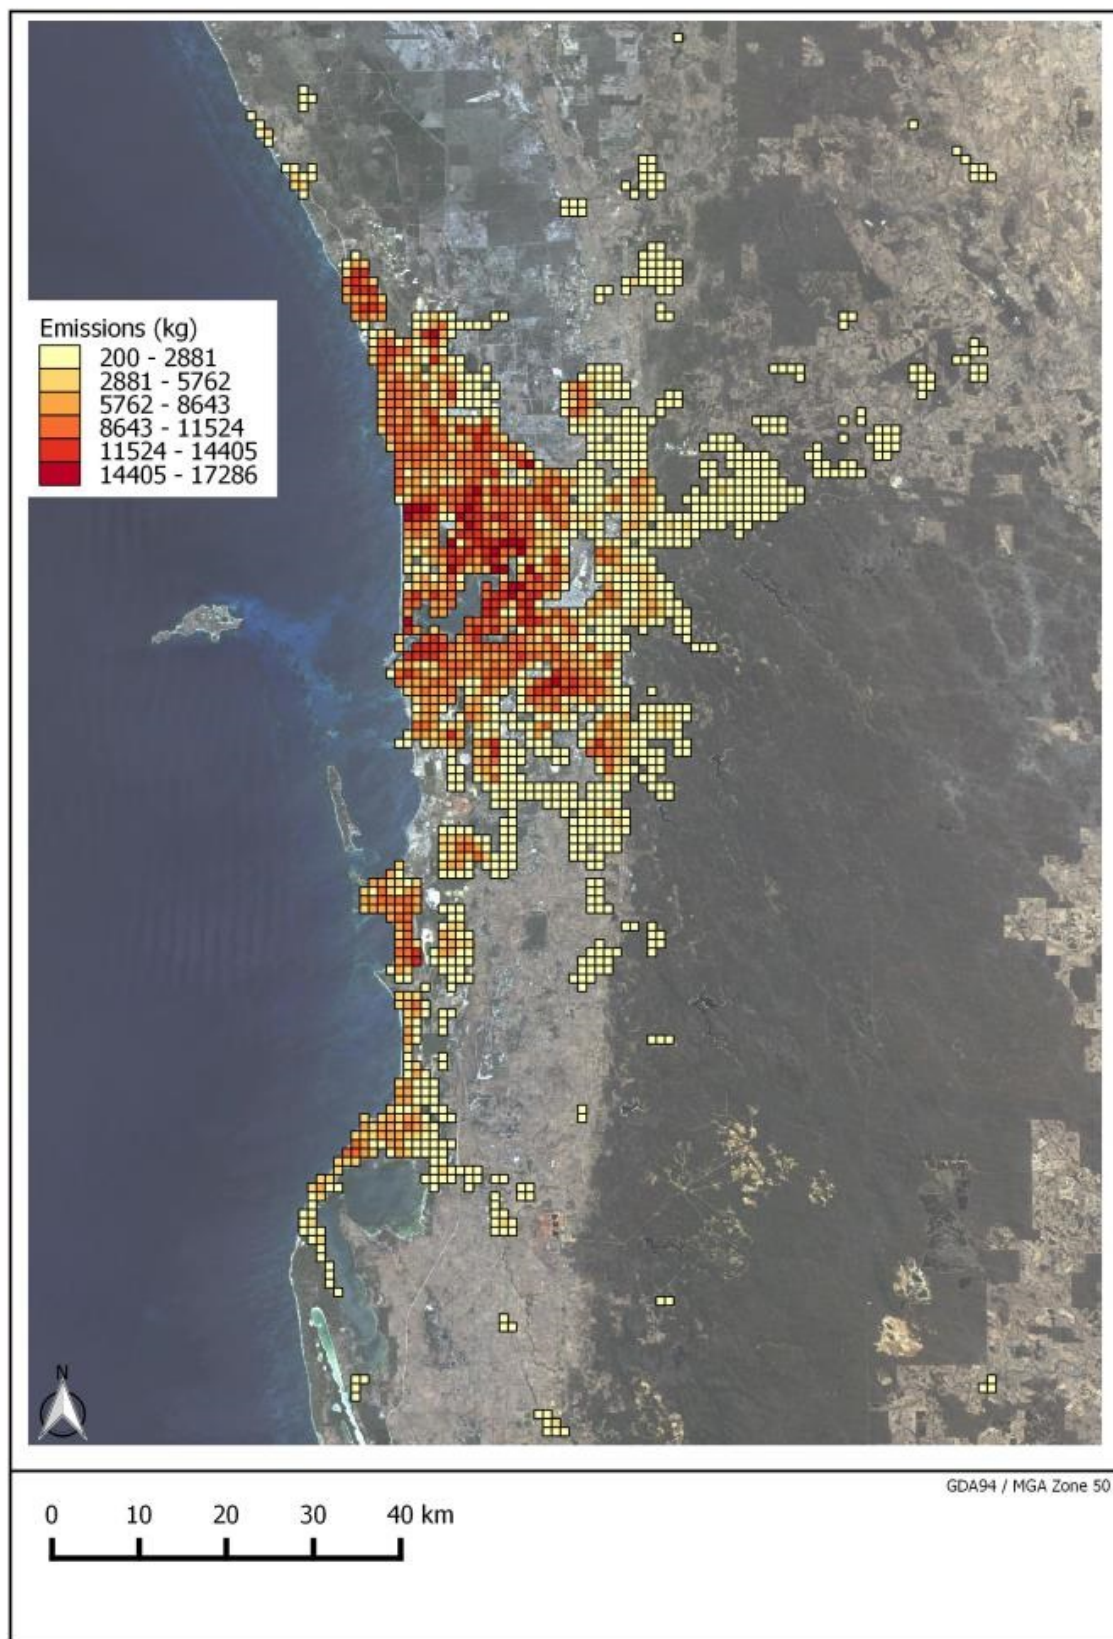 Emissions (kg)
200 - 2881
2881 - 5762
5762 - 8643
8643 - 11524
11524 - 14405
14405 - 17286
N
GDA94 / MGA Zone 50
0 10 20 30 40 km